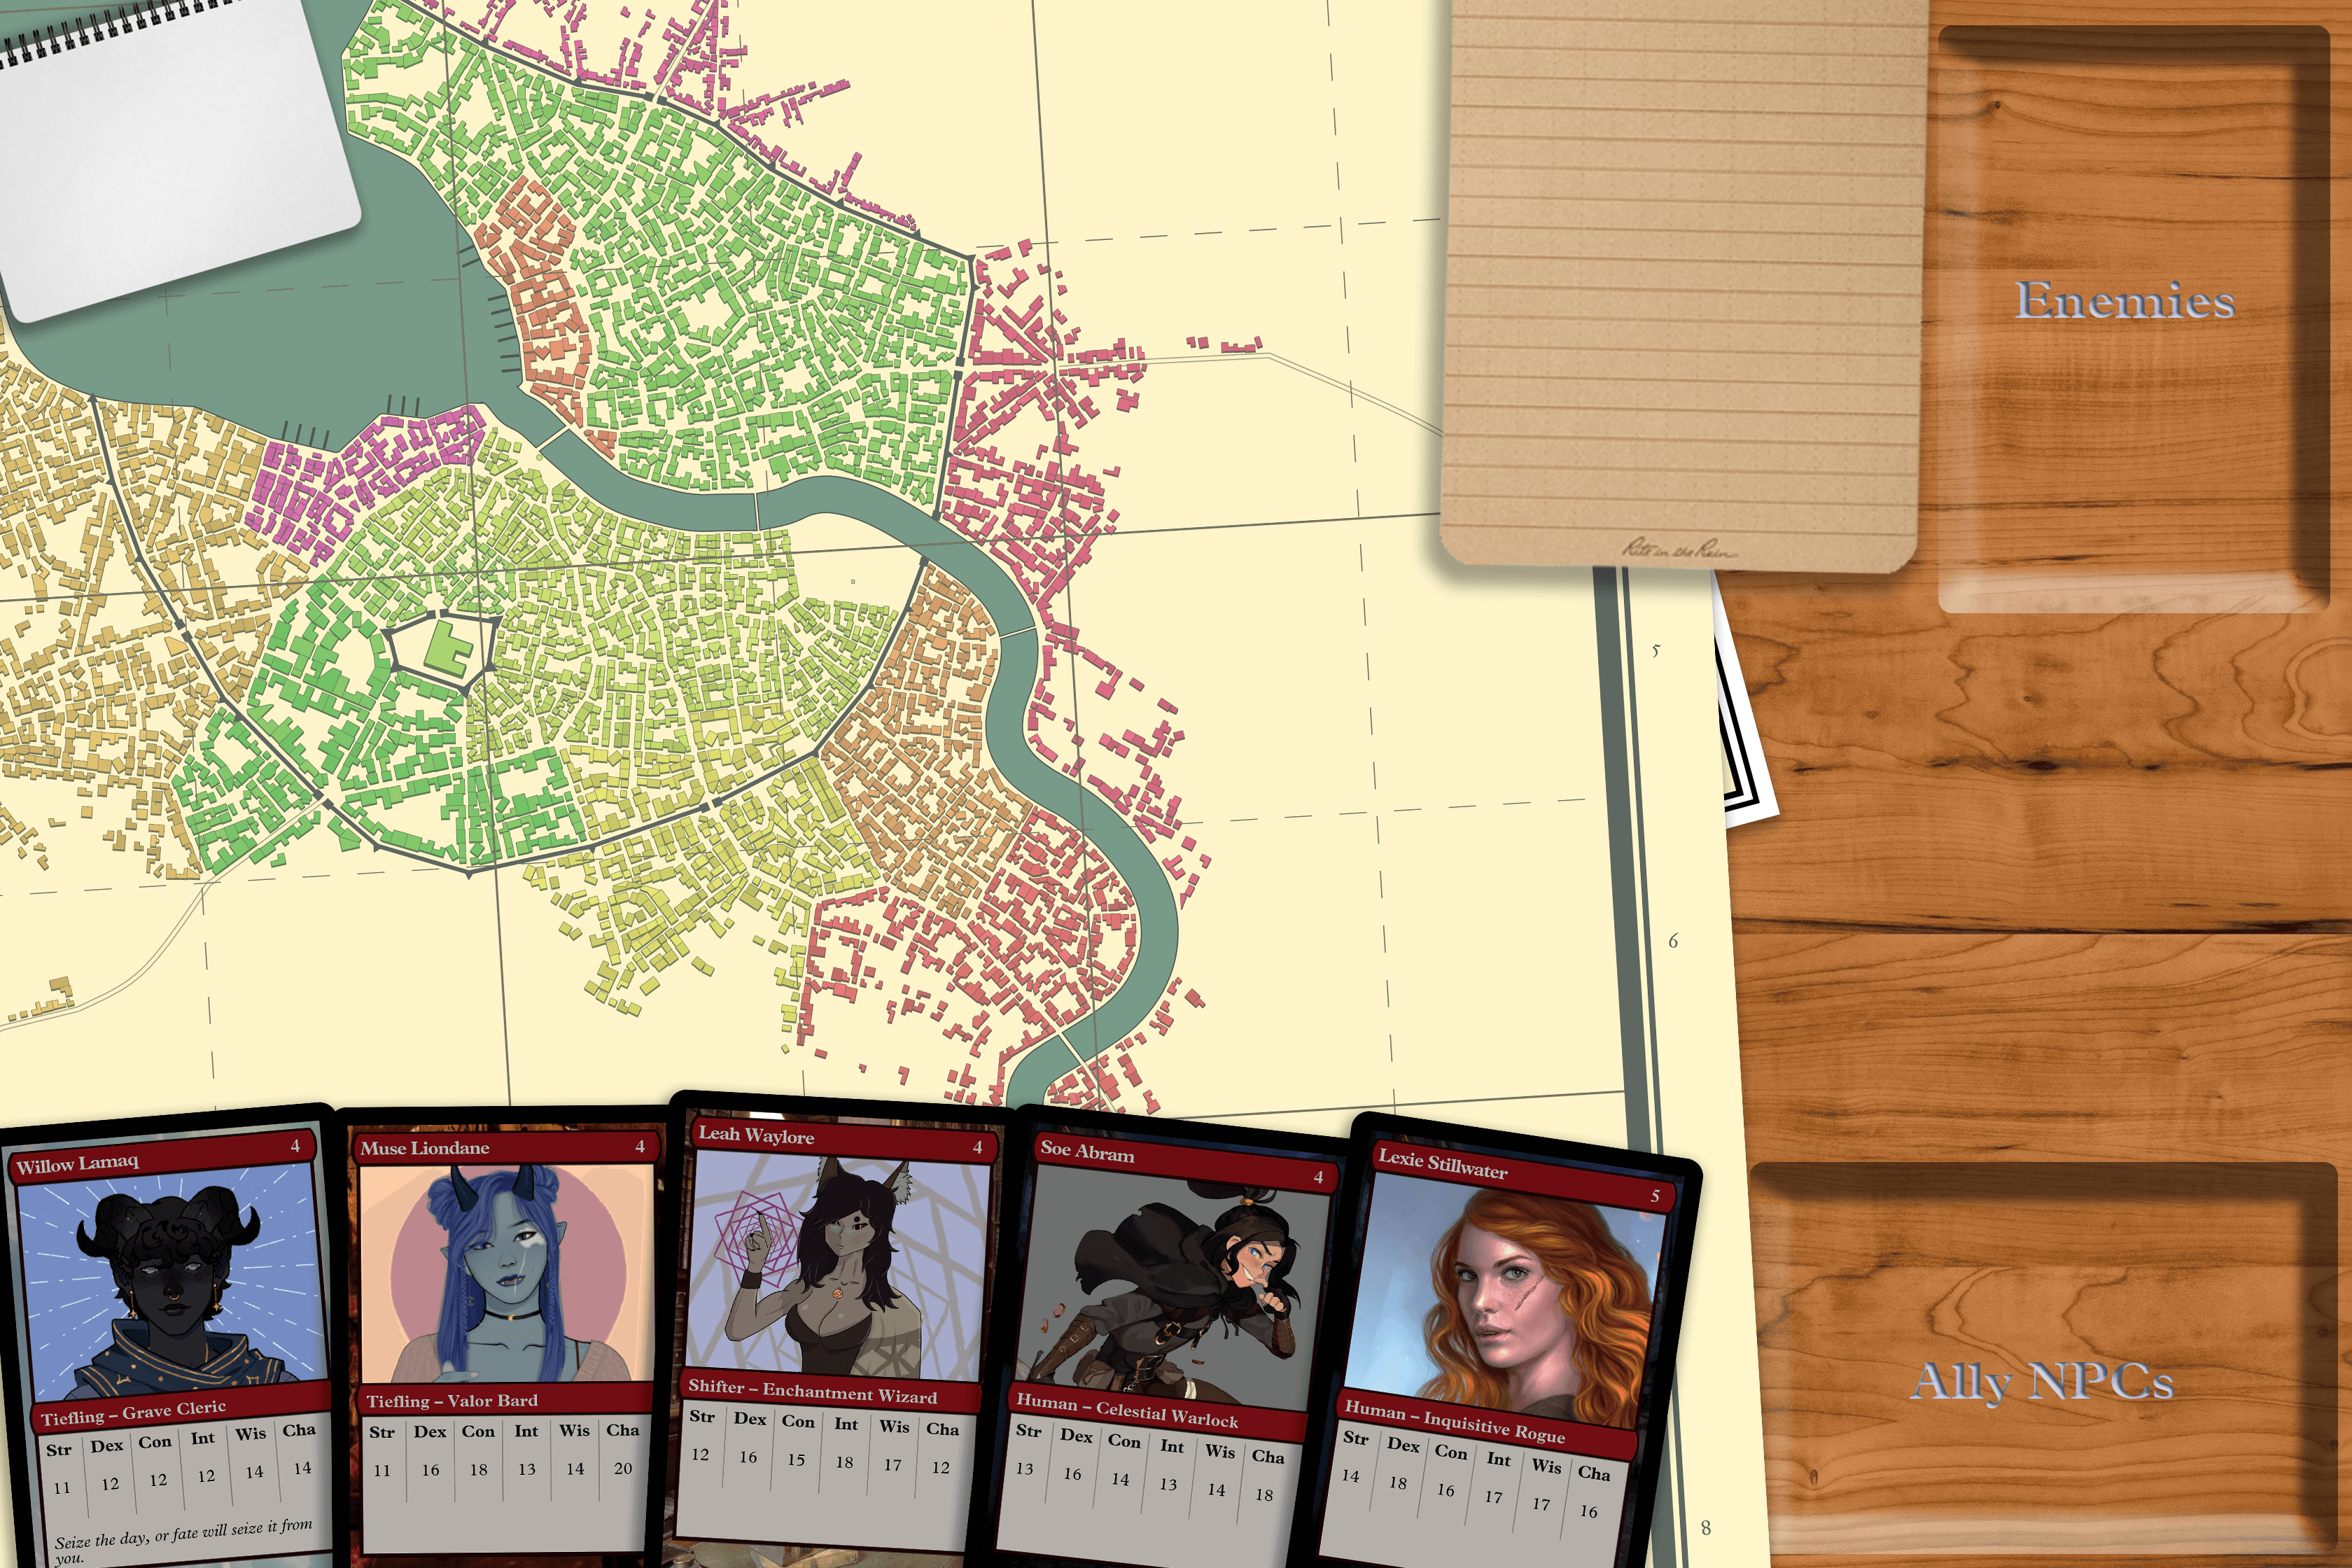 Rite in the Rain
Enemies
5
6
8
Ally NPCs
Willow Lamaq 4
Tiefling – Grave Cleric
Str Dex Con Int Wis Cha
11 12 12 12 14 14
Seize the day, or fate will seize it from
you.
Muse Liondane 4
Tiefling – Valor Bard
Str Dex Con Int Wis Cha
11 16 18 13 14 20
Leah Waylore 4
Shifter – Enchantment Wizard
Str Dex Con Int Wis Cha
12 16 15 18 17 12
Soe Abram 4
Human – Celestial Warlock
Str Dex Con Int Wis Cha
13 16 14 13 14 18
Lexie Stillwater 5
Human – Inquisitive Rogue
Str Dex Con Int Wis Cha
14 18 16 17 17 16